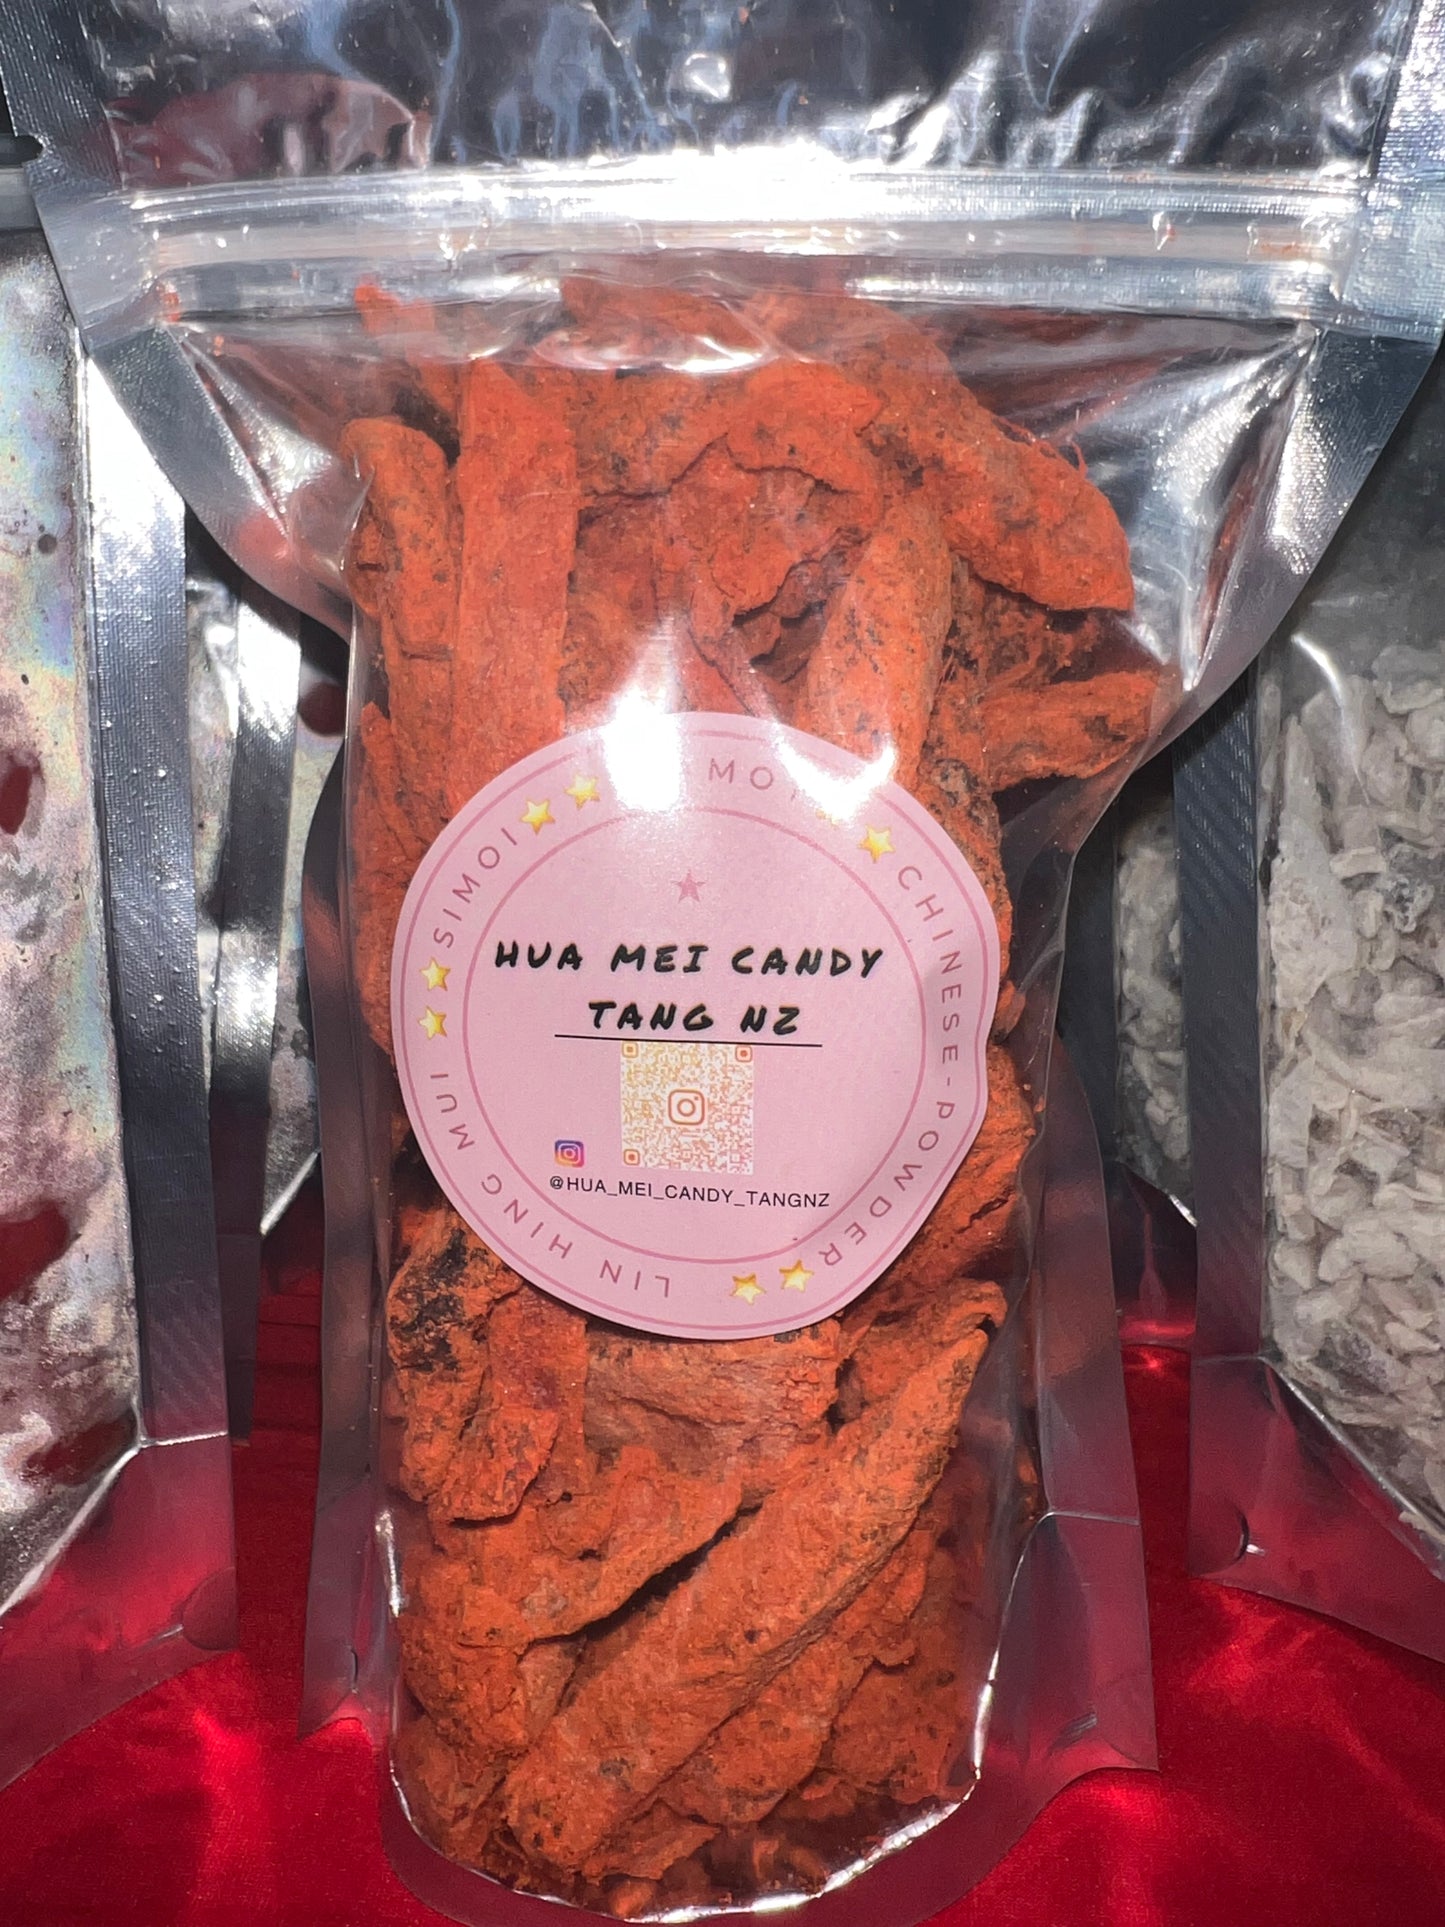 SIMOI
CHINESE-POWDER
LIN HING MUI
HUA MEI CANDY
TANG NZ
@HUA_MEI_CANDY_TANGNZ